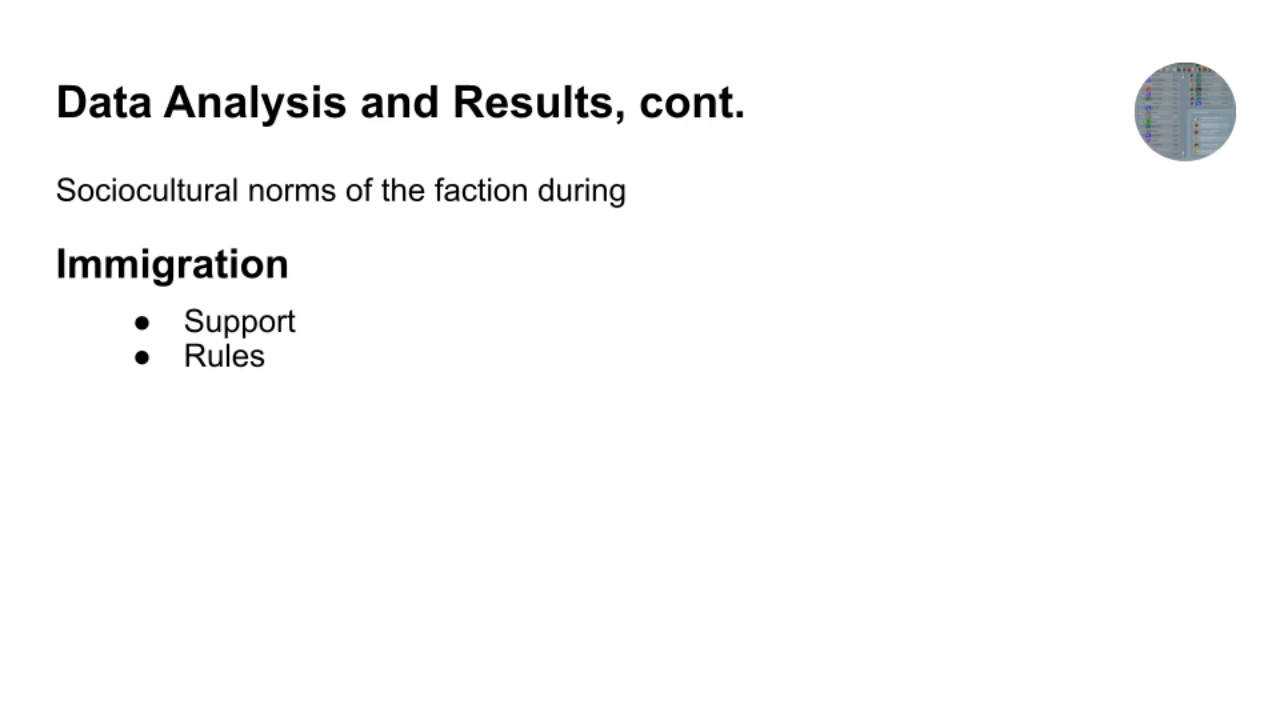 Data Analysis and Results, cont.
Sociocultural norms of the faction during
Immigration
● Support
● Rules